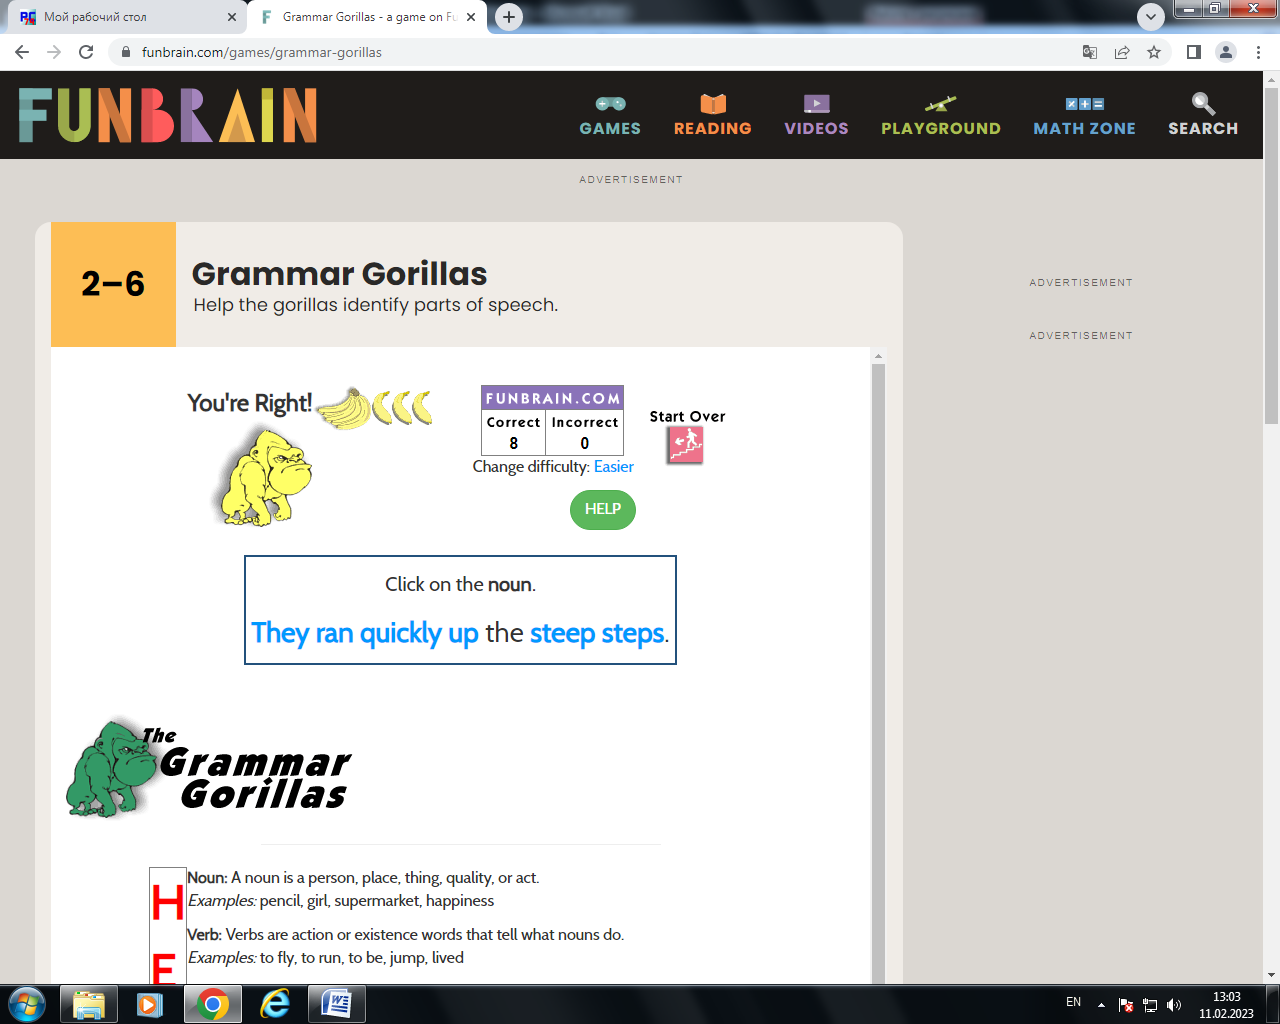 Мой рабочий стол
Grammar Gorillas - a game on Fu
funbrain.com/games/grammar-gorillas
FUNBRAIN
GAMES
READING
VIDEOS
PLAYGROUND
MATH ZONE
SEARCH
ADVERTISEMENT
2–6
Grammar Gorillas
Help the gorillas identify parts of speech.
ADVERTISEMENT
ADVERTISEMENT
You're Right!
FUNBRAIN.COM
Correct Incorrect
8 0
Change difficulty: Easier
Start Over
HELP
Click on the noun.
They ran quickly up the steep steps.
The
Grammar
Gorillas
H
E
Noun: A noun is a person, place, thing, quality, or act.
Examples: pencil, girl, supermarket, happiness
Verb: Verbs are action or existence words that tell what nouns do.
Examples: to fly, to run, to be, jump, lived
EN
13:03
11.02.2023